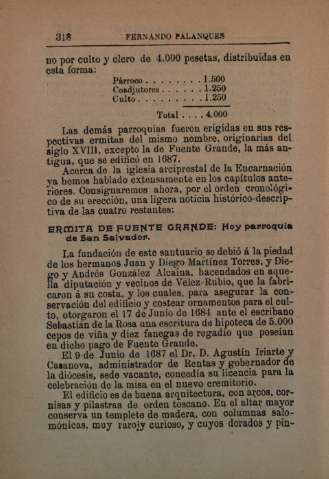 318 FERNANDO PALANQUES
no por culto y clero de 4.000 pesetas, distribuidas en
esta forma:
Párroco . . . . . . . . 1.500
Coadjutores . . . . . . 1.250
Culto . . . . . . . . . 1.250
Total . . . . 4.000
Las demás parroquias fueron erigidas en sus res-
pectivas ermitas del mismo nombre, originarias del
siglo XVIII, excepto la de Fuente Grande, la más an-
tigua, que se edificó en 1687.
Acerca de la iglesia arciprestal de la Encarnación
ya hemos hablado extensamente en los capítulos ante-
riores. Consignaremos ahora, por el orden cronológi-
co de su erección, una ligera noticia histórico-descrip-
tiva de las cuatro restantes:
ERMITA DE FUENTE GRANDE: Hoy parroquia
de San Salvador.
La fundación de este santuario se debió á la piedad
de los hermanos Juan y Diego Martínez Torres, y Die-
go y Andrés González Alcaina, hacendados en aque-
lla diputación y vecinos de Vélez-Rubio, que la fabri-
caron á su costa, y los cuales, para asegurar la con-
servación del edificio y costear ornamentos para el cul-
to, otorgaron el 17 de Junio de 1684 ante el escribano
Sebastián de la Rosa una escritura de hipoteca de 5.000
cepos de viña y diez fanegas de regadío que poseían
en dicho pago de Fuente Grande.
El 9 de Junio de 1687 el Dr. D. Agustín Iriarte y
Casanova, administrador de Rentas y gobernador de
la diócesis, sede vacante, concedía su licencia para la
celebración de la misa en el nuevo eremitorio.
El edificio es de buena arquitectura, con arcos, cor-
nisas y pilastras de orden toscano. En el altar mayor
conserva un templete de madera, con columnas salo-
mónicas, muy rarojy curioso, y cuyos dorados y pin-